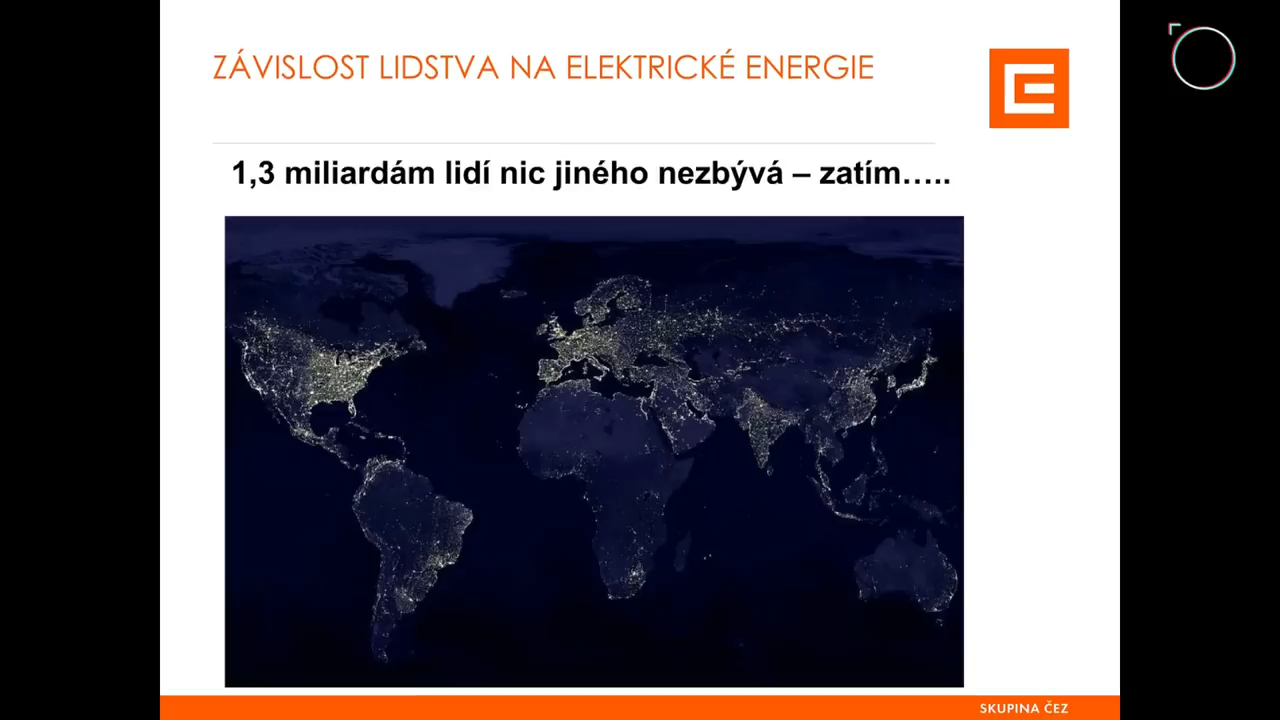 ZÁVISLOST LIDSTVA NA ELEKTRICKÉ ENERGIE
1,3 miliardám lidí nic jiného nezbývá – zatím…..
SKUPINA ČEZ